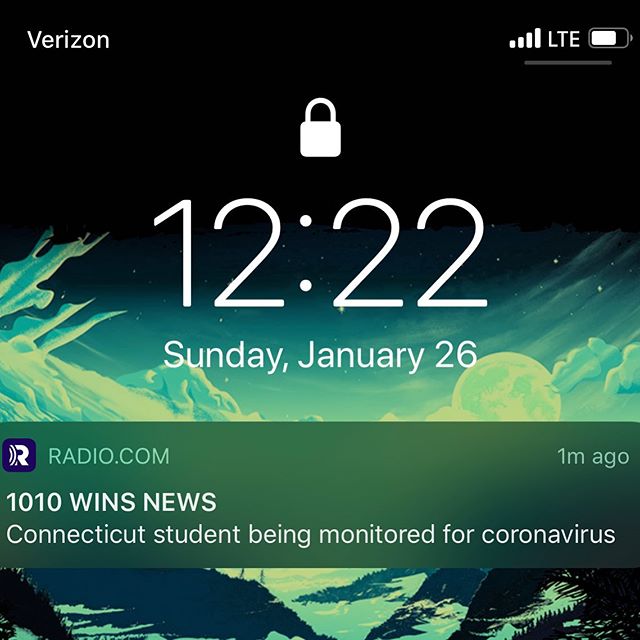 Verizon LTE
12:22
Sunday, January 26
RADIO.COM 1m ago
1010 WINS NEWS
Connecticut student being monitored for coronavirus